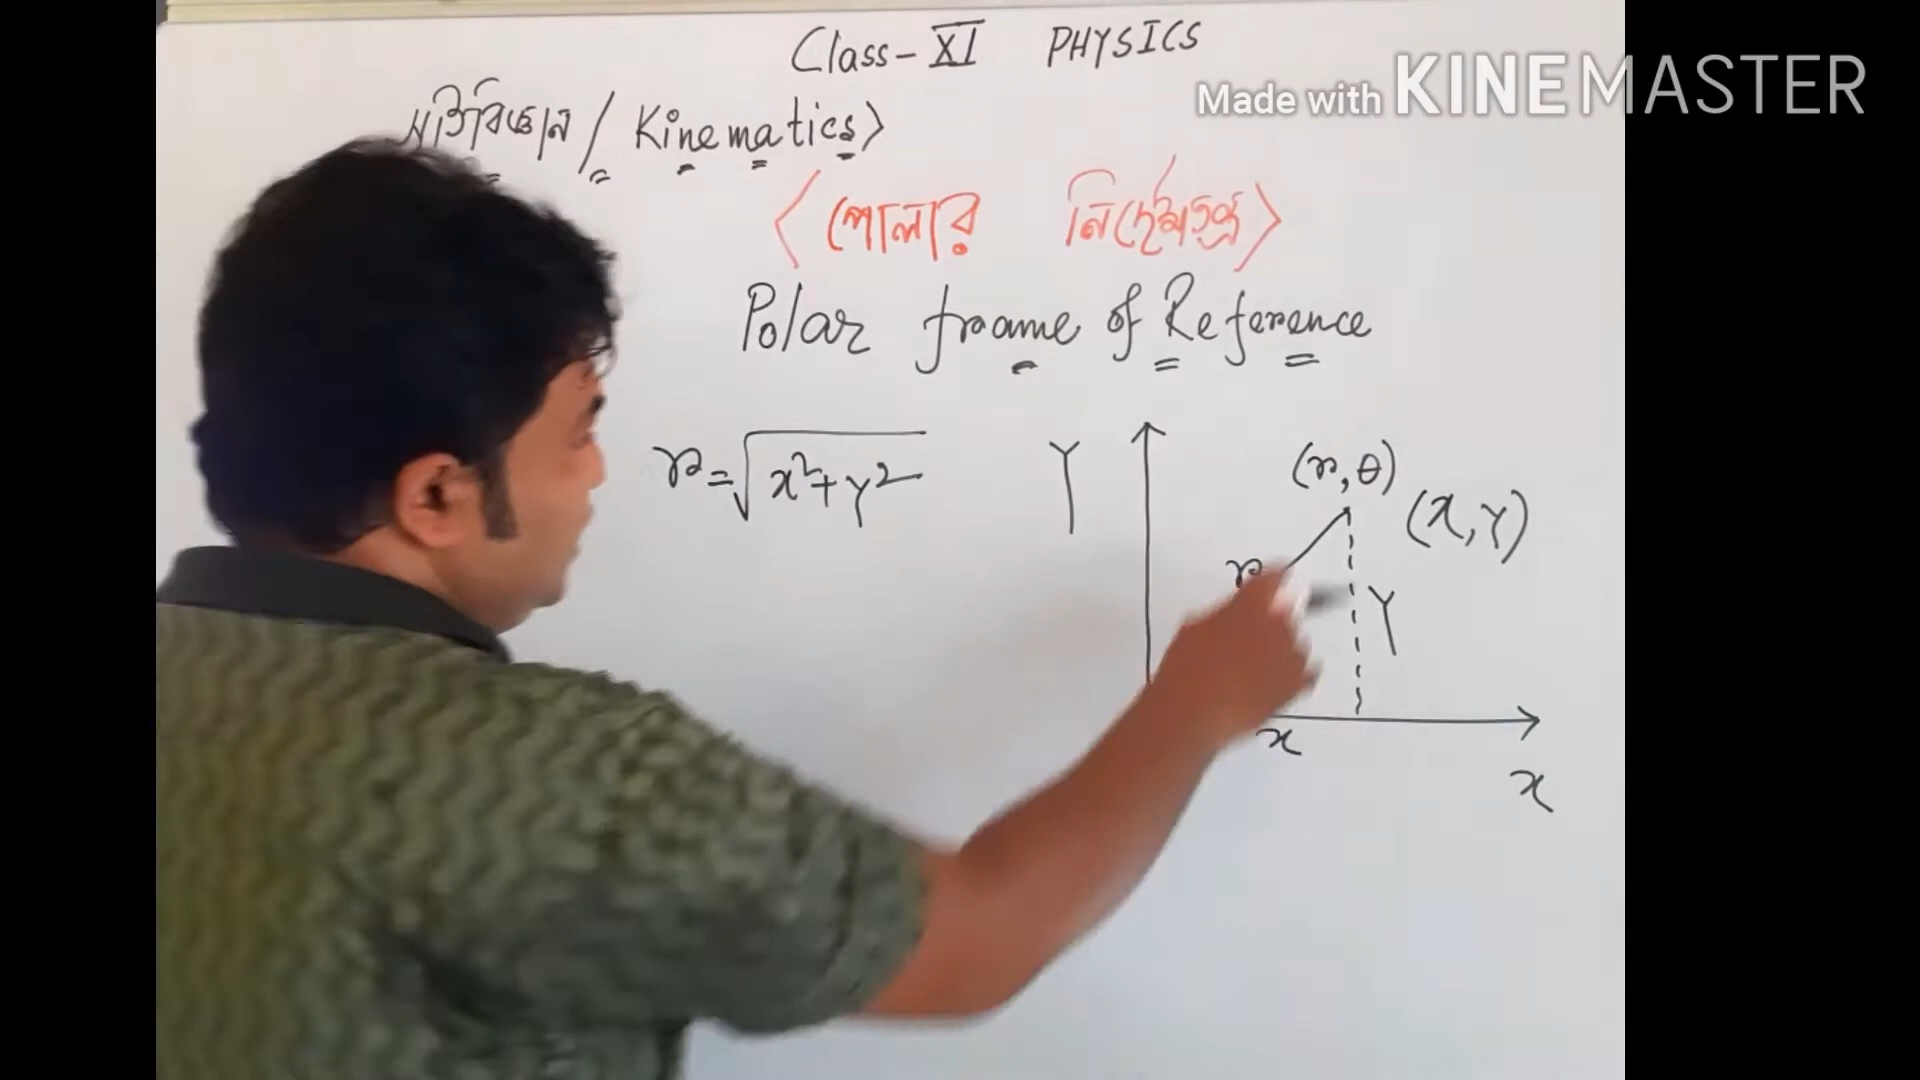 Class-XI PHYSICS
Made with KINEMASTER
গতিবিজ্ঞান / Kinematics>
<পোলার নির্দেশতন্ত্র>
Polar frame of Reference
r=√x²+y²
Y
(r,θ)
(x,Y)
r
Y
x
x